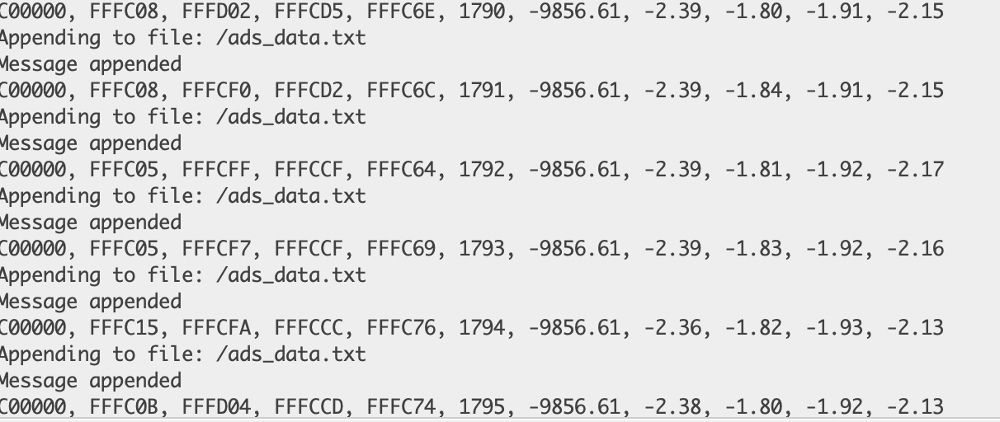 C00000, FFFC08, FFFD02, FFFCD5, FFFC6E, 1790, -9856.61, -2.39, -1.80, -1.91, -2.15
Appending to file: /ads_data.txt
Message appended
C00000, FFFC08, FFFCF0, FFFCD2, FFFC6C, 1791, -9856.61, -2.39, -1.84, -1.91, -2.15
Appending to file: /ads_data.txt
Message appended
C00000, FFFC05, FFFCFF, FFFCCF, FFFC64, 1792, -9856.61, -2.39, -1.81, -1.92, -2.17
Appending to file: /ads_data.txt
Message appended
C00000, FFFC05, FFFCF7, FFFCCF, FFFC69, 1793, -9856.61, -2.39, -1.83, -1.92, -2.16
Appending to file: /ads_data.txt
Message appended
C00000, FFFC15, FFFCFA, FFFCCC, FFFC76, 1794, -9856.61, -2.36, -1.82, -1.93, -2.13
Appending to file: /ads_data.txt
Message appended
C00000, FFFC0B, FFFD04, FFFCCD, FFFC74, 1795, -9856.61, -2.38, -1.80, -1.92, -2.13